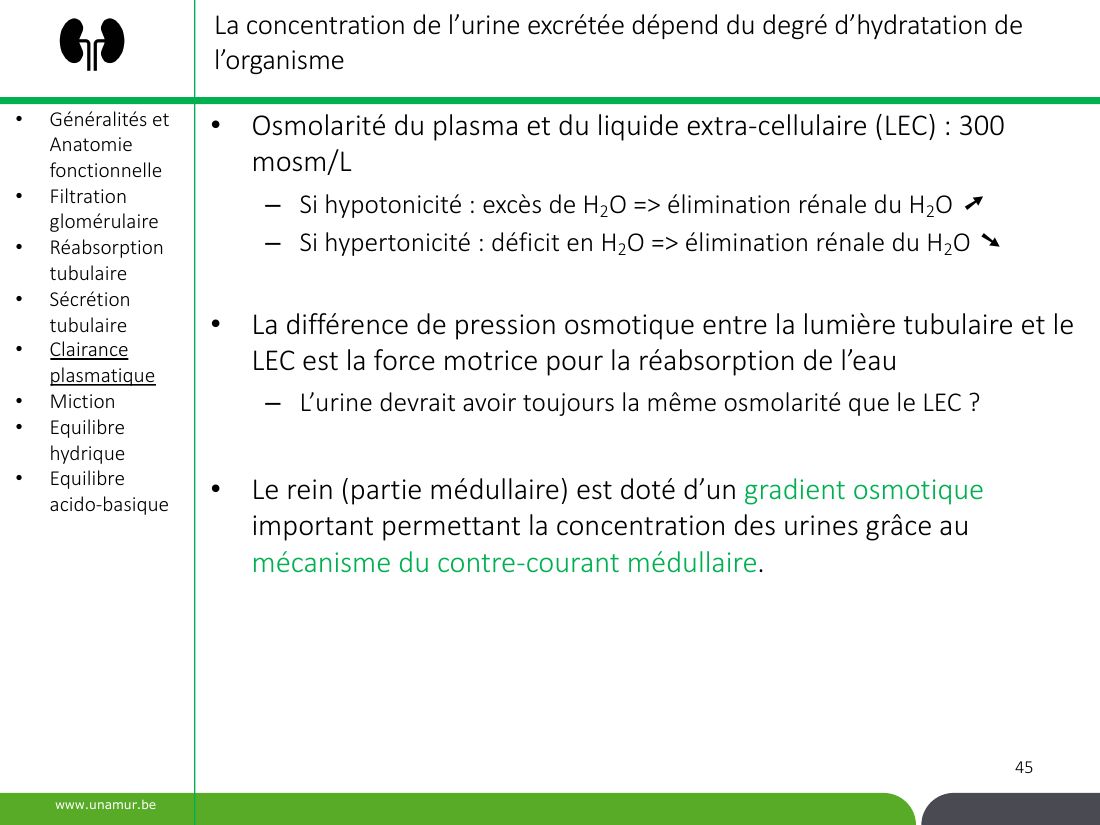 La concentration de l’urine excrétée dépend du degré d’hydratation de
l’organisme
• Généralités et
Anatomie
fonctionnelle
• Filtration
glomérulaire
• Réabsorption
tubulaire
• Sécrétion
tubulaire
• Clairance
plasmatique
• Miction
• Equilibre
hydrique
• Equilibre
acido-basique
• Osmolarité du plasma et du liquide extra-cellulaire (LEC) : 300
mosm/L
– Si hypotonicité : excès de H₂O => élimination rénale du H₂O ➚
– Si hypertonicité : déficit en H₂O => élimination rénale du H₂O ➘
• La différence de pression osmotique entre la lumière tubulaire et le
LEC est la force motrice pour la réabsorption de l’eau
– L’urine devrait avoir toujours la même osmolarité que le LEC ?
• Le rein (partie médullaire) est doté d’un gradient osmotique
important permettant la concentration des urines grâce au
mécanisme du contre-courant médullaire.
45
www.unamur.be